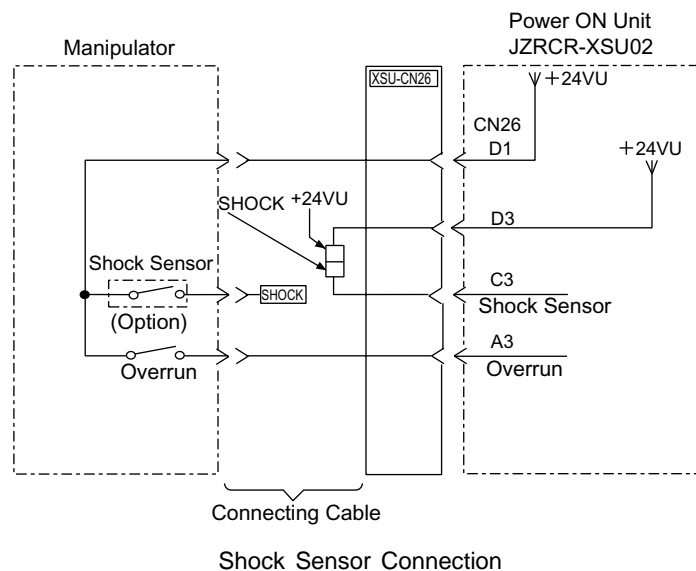 Power ON Unit
JZRCR-XSU02
Manipulator
XSU-CN26
+24VU
CN26
D1
+24VU
SHOCK
+24VU
D3
Shock Sensor
(Option)
SHOCK
C3
Shock Sensor
A3
Overrun
Overrun
Connecting Cable
Shock Sensor Connection